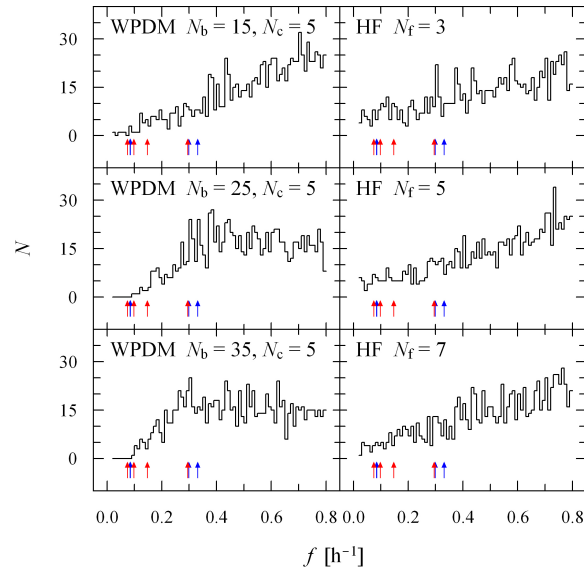 WPDM N_b = 15, N_c = 5
HF N_f = 3
30
15
0
WPDM N_b = 25, N_c = 5
HF N_f = 5
30
15
0
N
WPDM N_b = 35, N_c = 5
HF N_f = 7
30
15
0
0.0 0.2 0.4 0.6 0.8 0.0 0.2 0.4 0.6 0.8
f [h⁻¹]